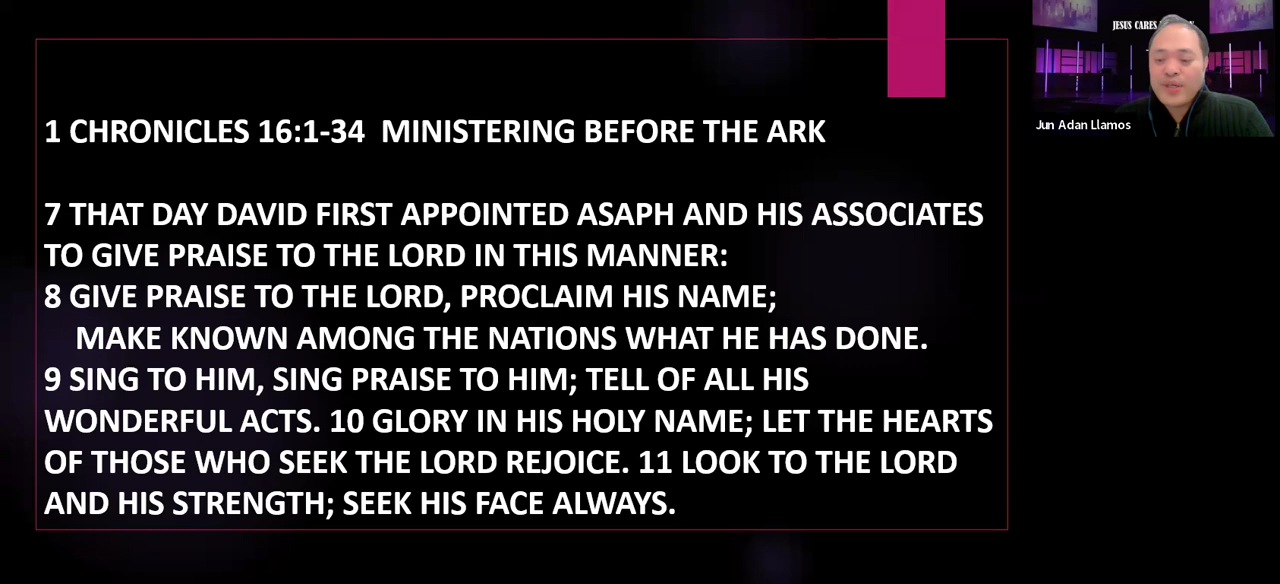 1 CHRONICLES 16:1-34  MINISTERING BEFORE THE ARK
7 THAT DAY DAVID FIRST APPOINTED ASAPH AND HIS ASSOCIATES
TO GIVE PRAISE TO THE LORD IN THIS MANNER:
8 GIVE PRAISE TO THE LORD, PROCLAIM HIS NAME;
MAKE KNOWN AMONG THE NATIONS WHAT HE HAS DONE.
9 SING TO HIM, SING PRAISE TO HIM; TELL OF ALL HIS
WONDERFUL ACTS. 10 GLORY IN HIS HOLY NAME; LET THE HEARTS
OF THOSE WHO SEEK THE LORD REJOICE. 11 LOOK TO THE LORD
AND HIS STRENGTH; SEEK HIS FACE ALWAYS.
JESUS CARES
Jun Adan Llamos